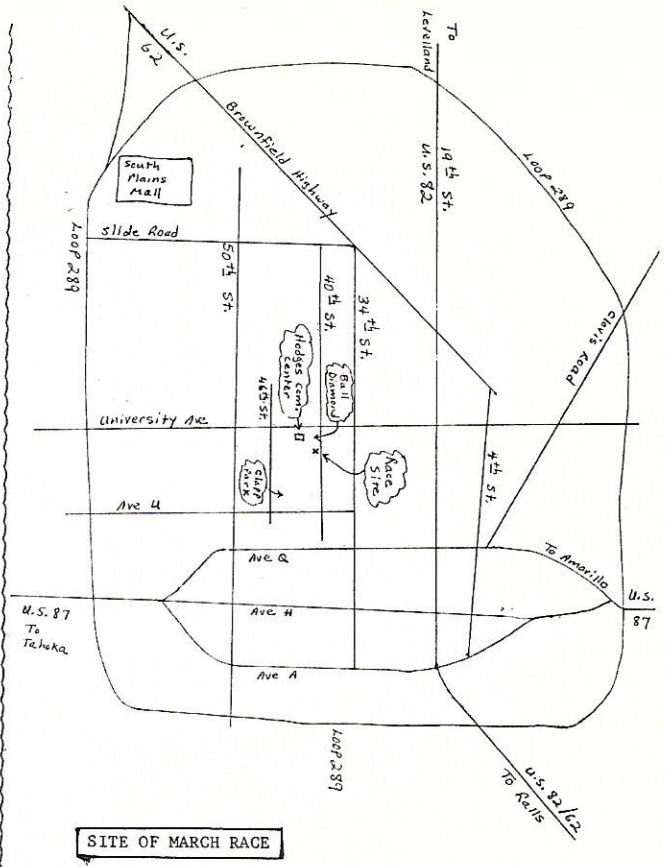 U.S.
62
To
Levelland
Brownfield Highway
19th St.
U.S. 82
LOOP 289
South
Plains
Mall
Slide Road
LOOP 289
50th St.
40th St.
34th St.
Clovis Road
Hodges com.
center
Ball
Diamond
46th St.
University Ave
Race
Site
4th St.
Clapp
Park
Ave U
Ave Q
To Amarillo
U.S.
87
U.S. 87
To
Tahoka
Ave H
Ave A
LOOP 289
U.S. 82/62
To Ralls
SITE OF MARCH RACE